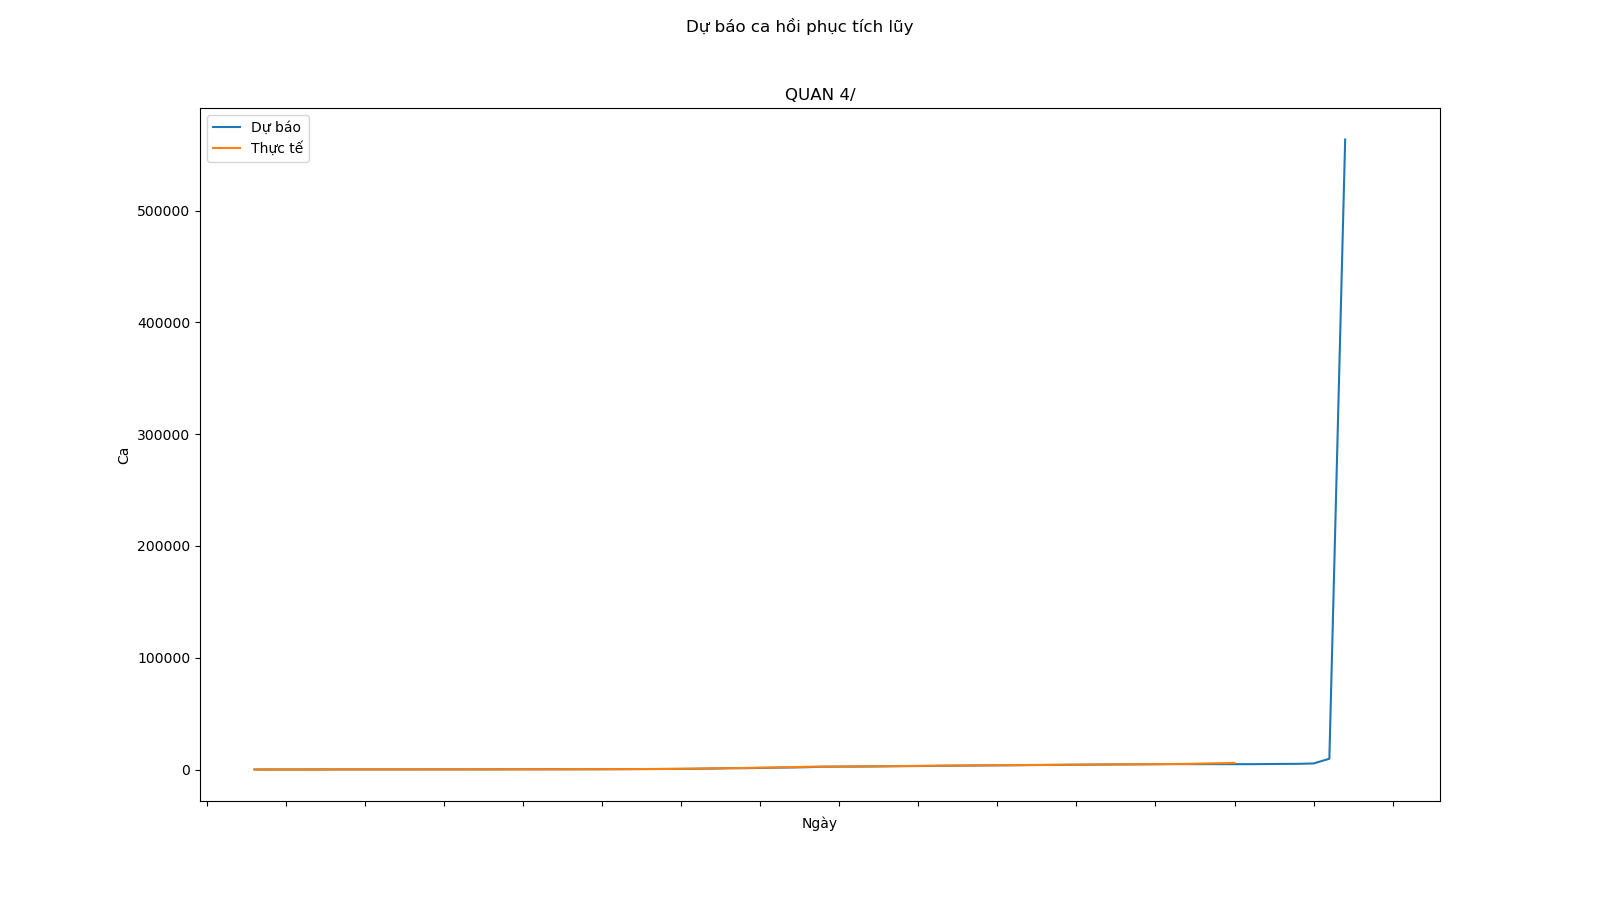 Dự báo ca hồi phục tích lũy
QUAN 4/
Dự báo
Thực tế
500000
400000
300000
200000
100000
0
Ca
Ngày